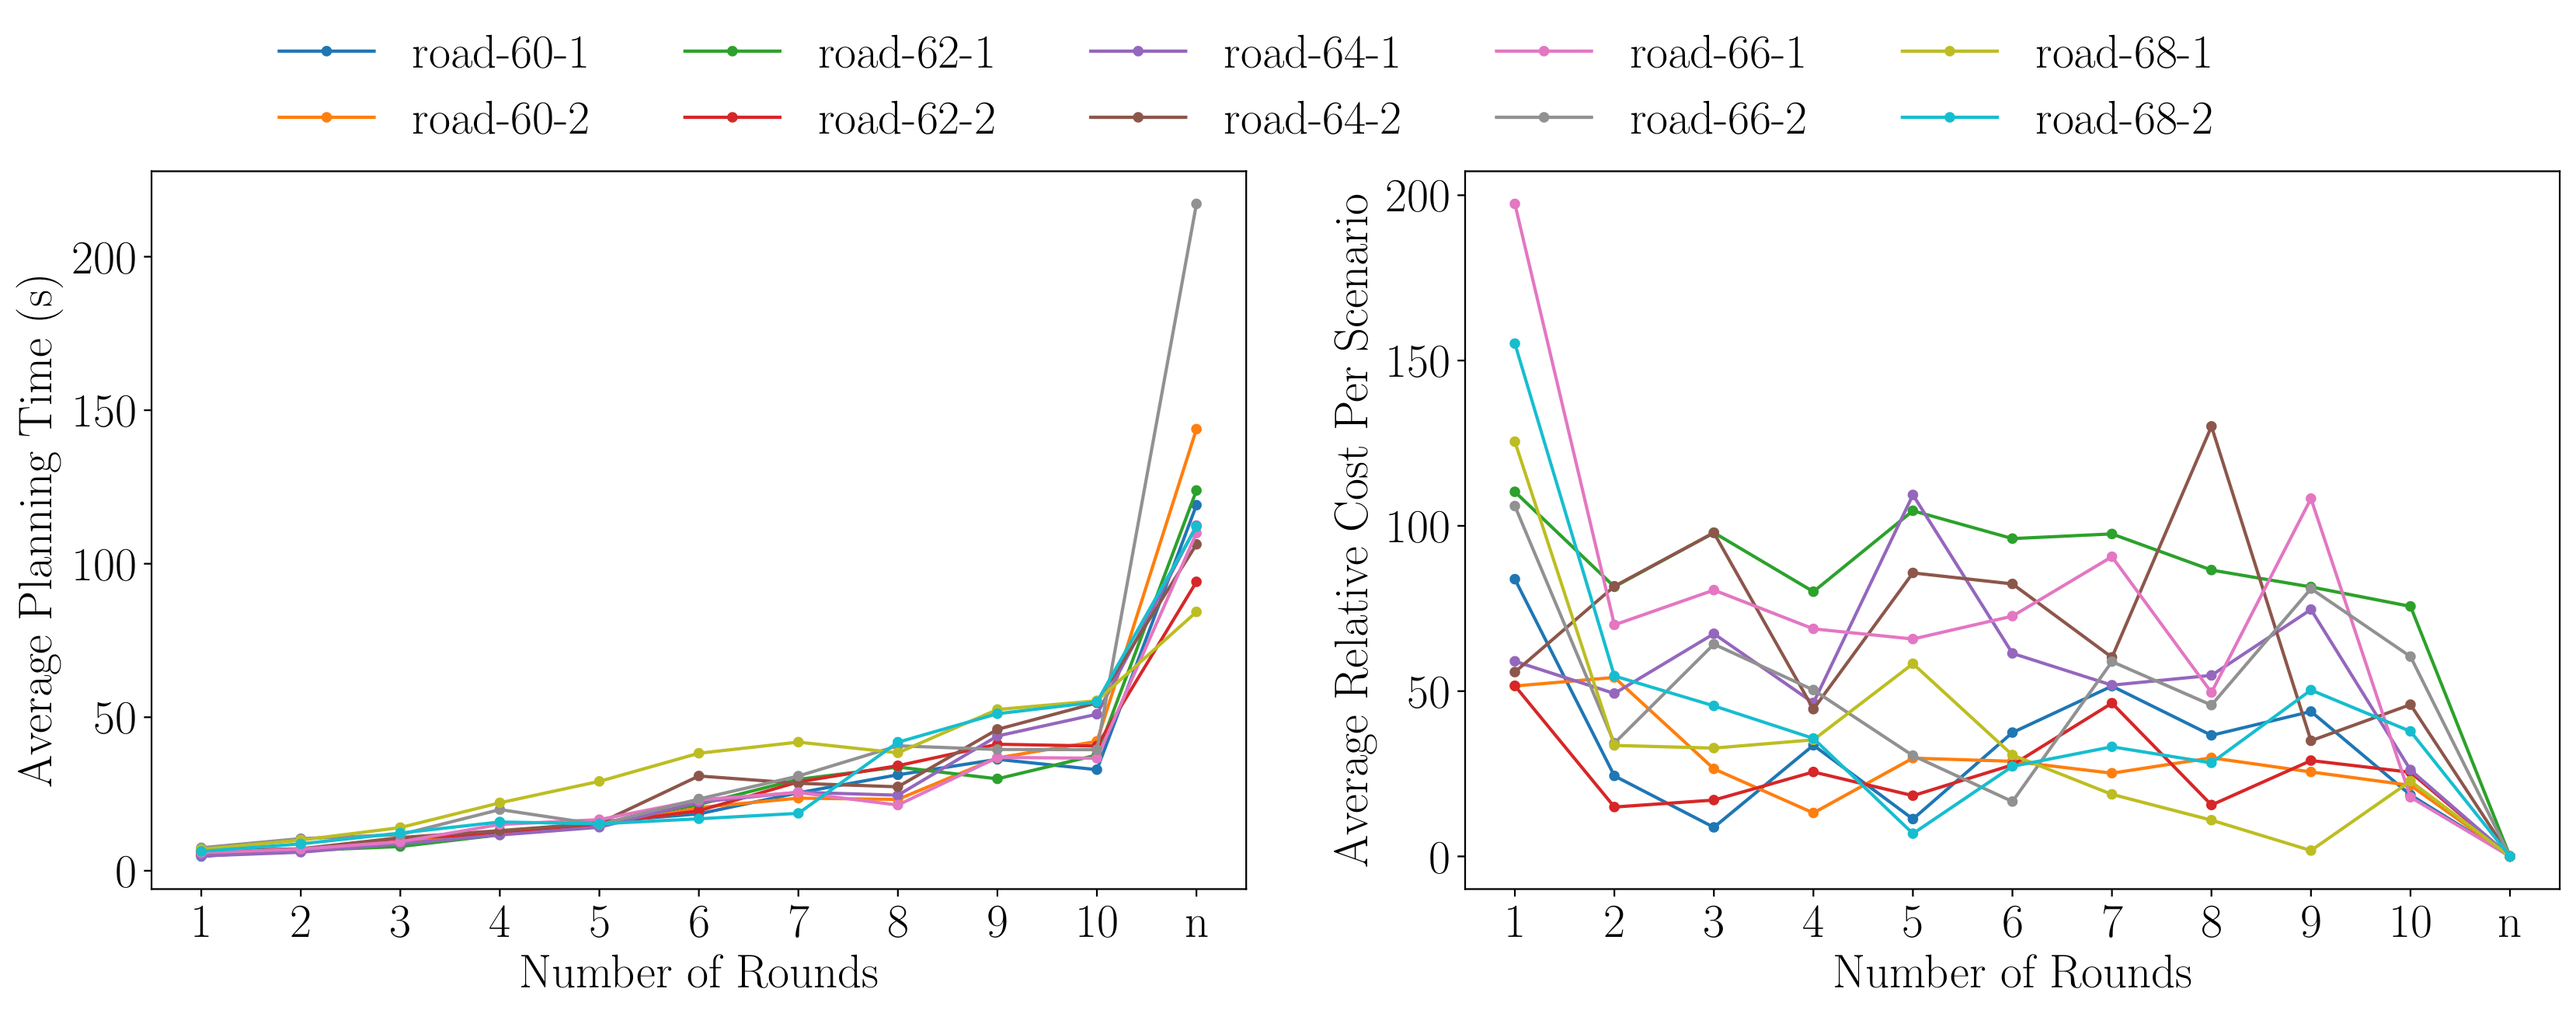 road-60-1 road-62-1 road-64-1 road-66-1 road-68-1
road-60-2 road-62-2 road-64-2 road-66-2 road-68-2
Average Planning Time (s)
200
150
100
50
0
1 2 3 4 5 6 7 8 9 10 n
Number of Rounds
Average Relative Cost Per Scenario
200
150
100
50
0
1 2 3 4 5 6 7 8 9 10 n
Number of Rounds